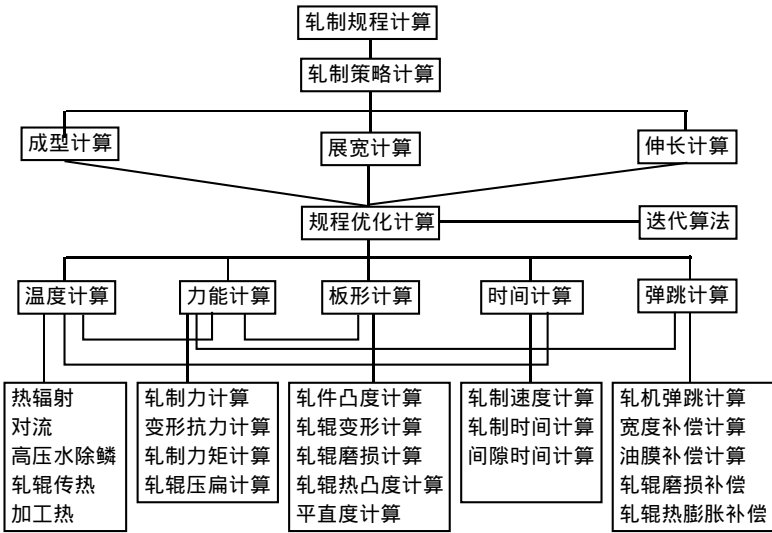 轧制规程计算
轧制策略计算
成型计算
展宽计算
伸长计算
规程优化计算
迭代算法
温度计算
力能计算
板形计算
时间计算
弹跳计算
热辐射
对流
高压水除鳞
轧辊传热
加工热
轧制力计算
变形抗力计算
轧制力矩计算
轧辊压扁计算
轧件凸度计算
轧辊变形计算
轧辊磨损计算
轧辊热凸度计算
平直度计算
轧制速度计算
轧制时间计算
间隙时间计算
轧机弹跳计算
宽度补偿计算
油膜补偿计算
轧辊磨损补偿
轧辊热膨胀补偿